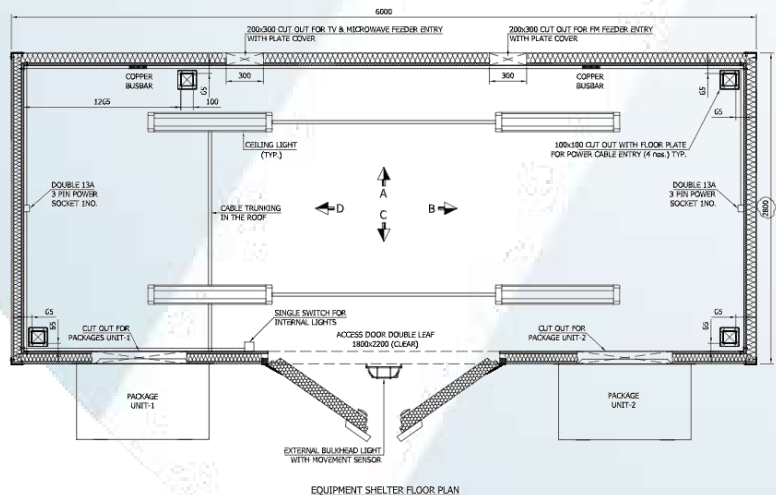 6000
200x300 CUT OUT FOR TV & MICROWAVE FEEDER ENTRY
WITH PLATE COVER
200x300 CUT OUT FOR FM FEEDER ENTRY
WITH PLATE COVER
COPPER
BUSBAR
65
300
300
COPPER
BUSBAR
65
1265
100
65
CEILING LIGHT
(TYP.)
100x100 CUT OUT WITH FLOOR PLATE
FOR POWER CABLE ENTRY (4 nos.) TYP.
A
DOUBLE 13A
3 PIN POWER
SOCKET 1NO.
CABLE TRUNKING
IN THE ROOF
D
C
B
DOUBLE 13A
3 PIN POWER
SOCKET 1NO.
2800
65
65
CUT OUT FOR
PACKAGES UNIT-1
SINGLE SWITCH FOR
INTERNAL LIGHTS
ACCESS DOOR DOUBLE LEAF
1800x2200 (CLEAR)
CUT OUT FOR
PACKAGE UNIT-2
65
65
PACKAGE
UNIT-1
PACKAGE
UNIT-2
EXTERNAL BULKHEAD LIGHT
WITH MOVEMENT SENSOR
EQUIPMENT SHELTER FLOOR PLAN